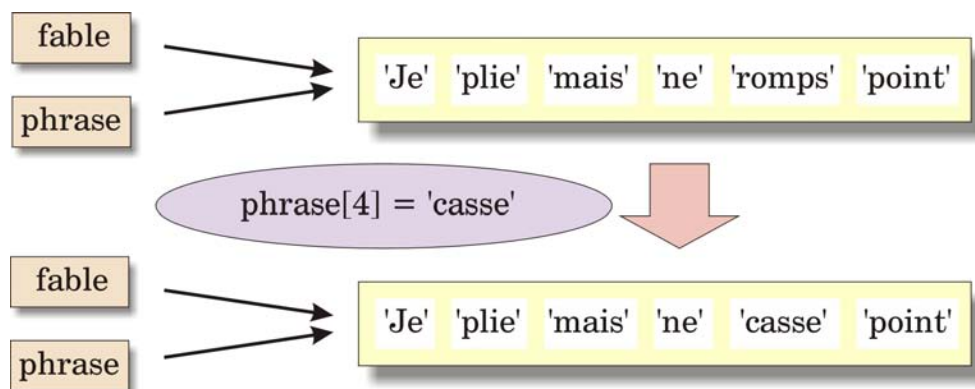 fable
'Je' 'plie' 'mais' 'ne' 'romps' 'point'
phrase
phrase[4] = 'casse'
fable
'Je' 'plie' 'mais' 'ne' 'casse' 'point'
phrase